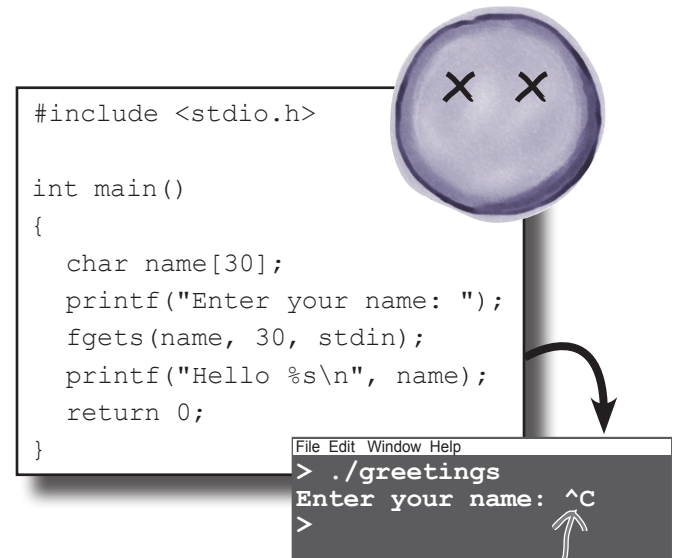 #include <stdio.h>
int main()
{
char name[30];
printf("Enter your name: ");
fgets(name, 30, stdin);
printf("Hello %s\n", name);
return 0;
}
File Edit Window Help
> ./greetings
Enter your name: ^C
>